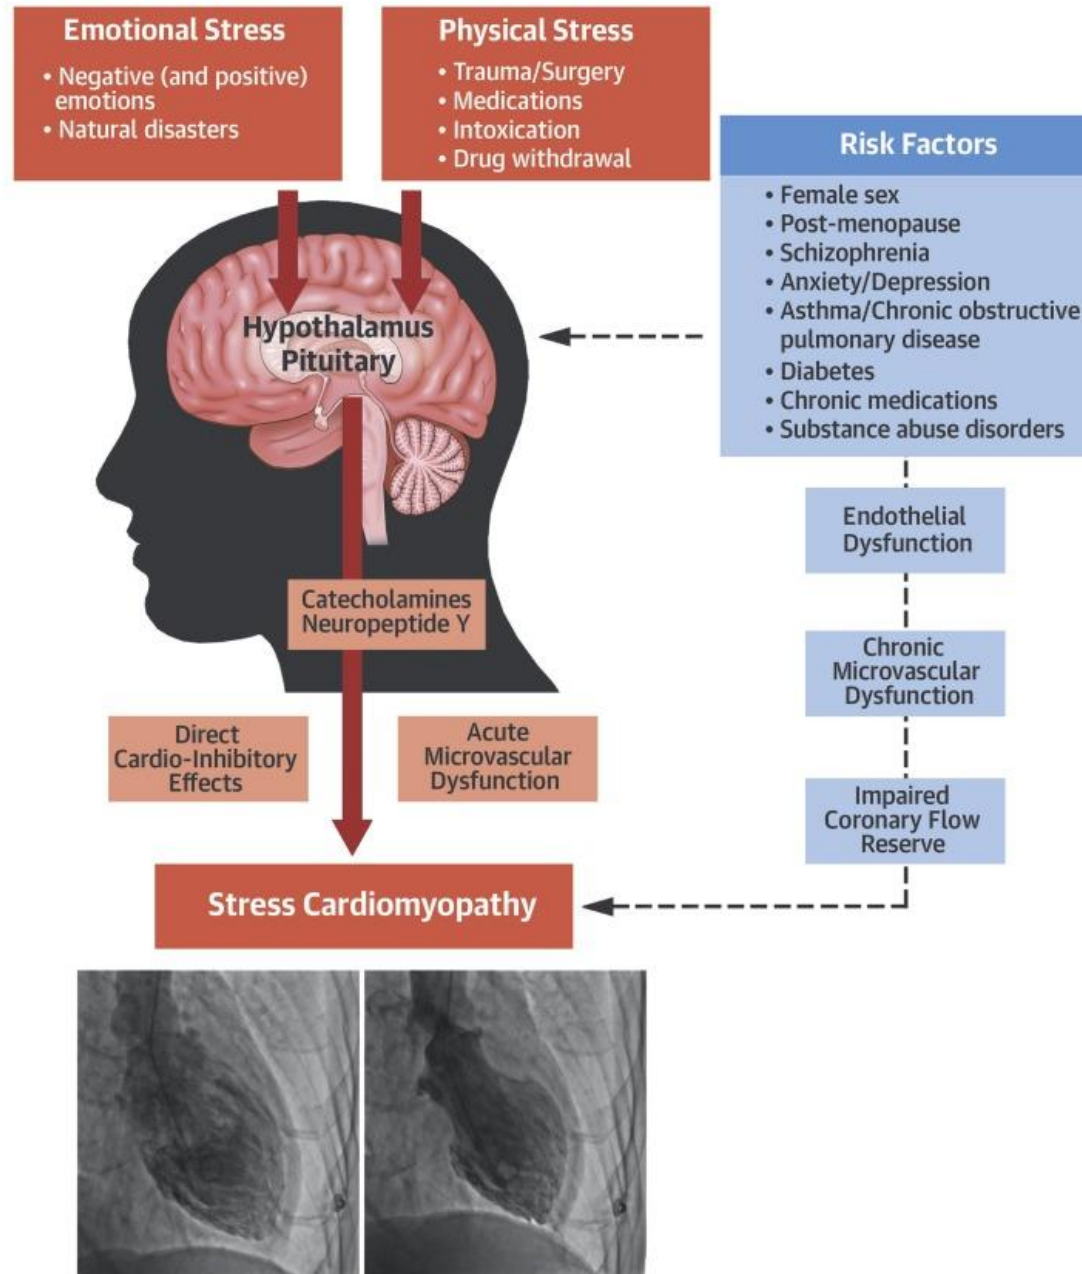 Emotional Stress
• Negative (and positive)
emotions
• Natural disasters
Physical Stress
• Trauma/Surgery
• Medications
• Intoxication
• Drug withdrawal
Risk Factors
• Female sex
• Post-menopause
• Schizophrenia
• Anxiety/Depression
• Asthma/Chronic obstructive
pulmonary disease
• Diabetes
• Chronic medications
• Substance abuse disorders
Hypothalamus
Pituitary
Endothelial
Dysfunction
Catecholamines
Neuropeptide Y
Chronic
Microvascular
Dysfunction
Direct
Cardio-Inhibitory
Effects
Acute
Microvascular
Dysfunction
Impaired
Coronary Flow
Reserve
Stress Cardiomyopathy